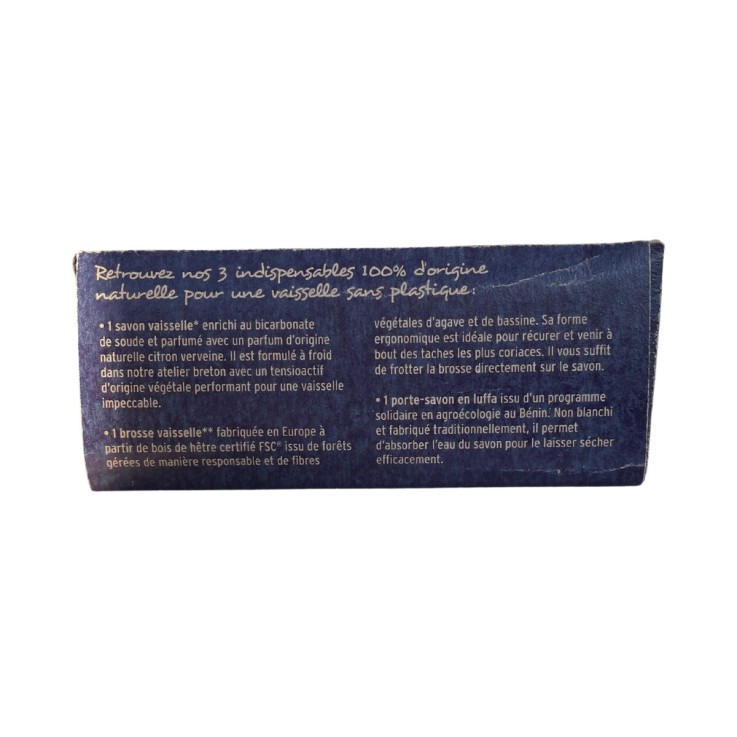 Retrouvez nos 3 indispensables 100% d'origine
naturelle pour une vaisselle sans plastique:
• 1 savon vaisselle* enrichi au bicarbonate
de soude et parfumé avec un parfum d'origine
naturelle citron verveine. Il est formulé à froid
dans notre atelier breton avec un tensioactif
d'origine végétale performant pour une vaisselle
impeccable.
• 1 brosse vaisselle** fabriquée en Europe à
partir de bois de hêtre certifié FSC® issu de forêts
gérées de manière responsable et de fibres
végétales d'agave et de bassine. Sa forme
ergonomique est idéale pour récurer et venir à
bout des taches les plus coriaces. Il vous suffit
de frotter la brosse directement sur le savon.
• 1 porte-savon en luffa issu d'un programme
solidaire en agroécologie au Bénin. Non blanchi
et fabriqué traditionnellement, il permet
d'absorber l'eau du savon pour le laisser sécher
efficacement.